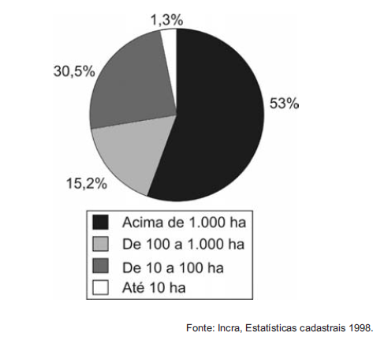 1,3%
30,5%
53%
15,2%
Acima de 1.000 ha
De 100 a 1.000 ha
De 10 a 100 ha
Até 10 ha
Fonte: Incra, Estatísticas cadastrais 1998.